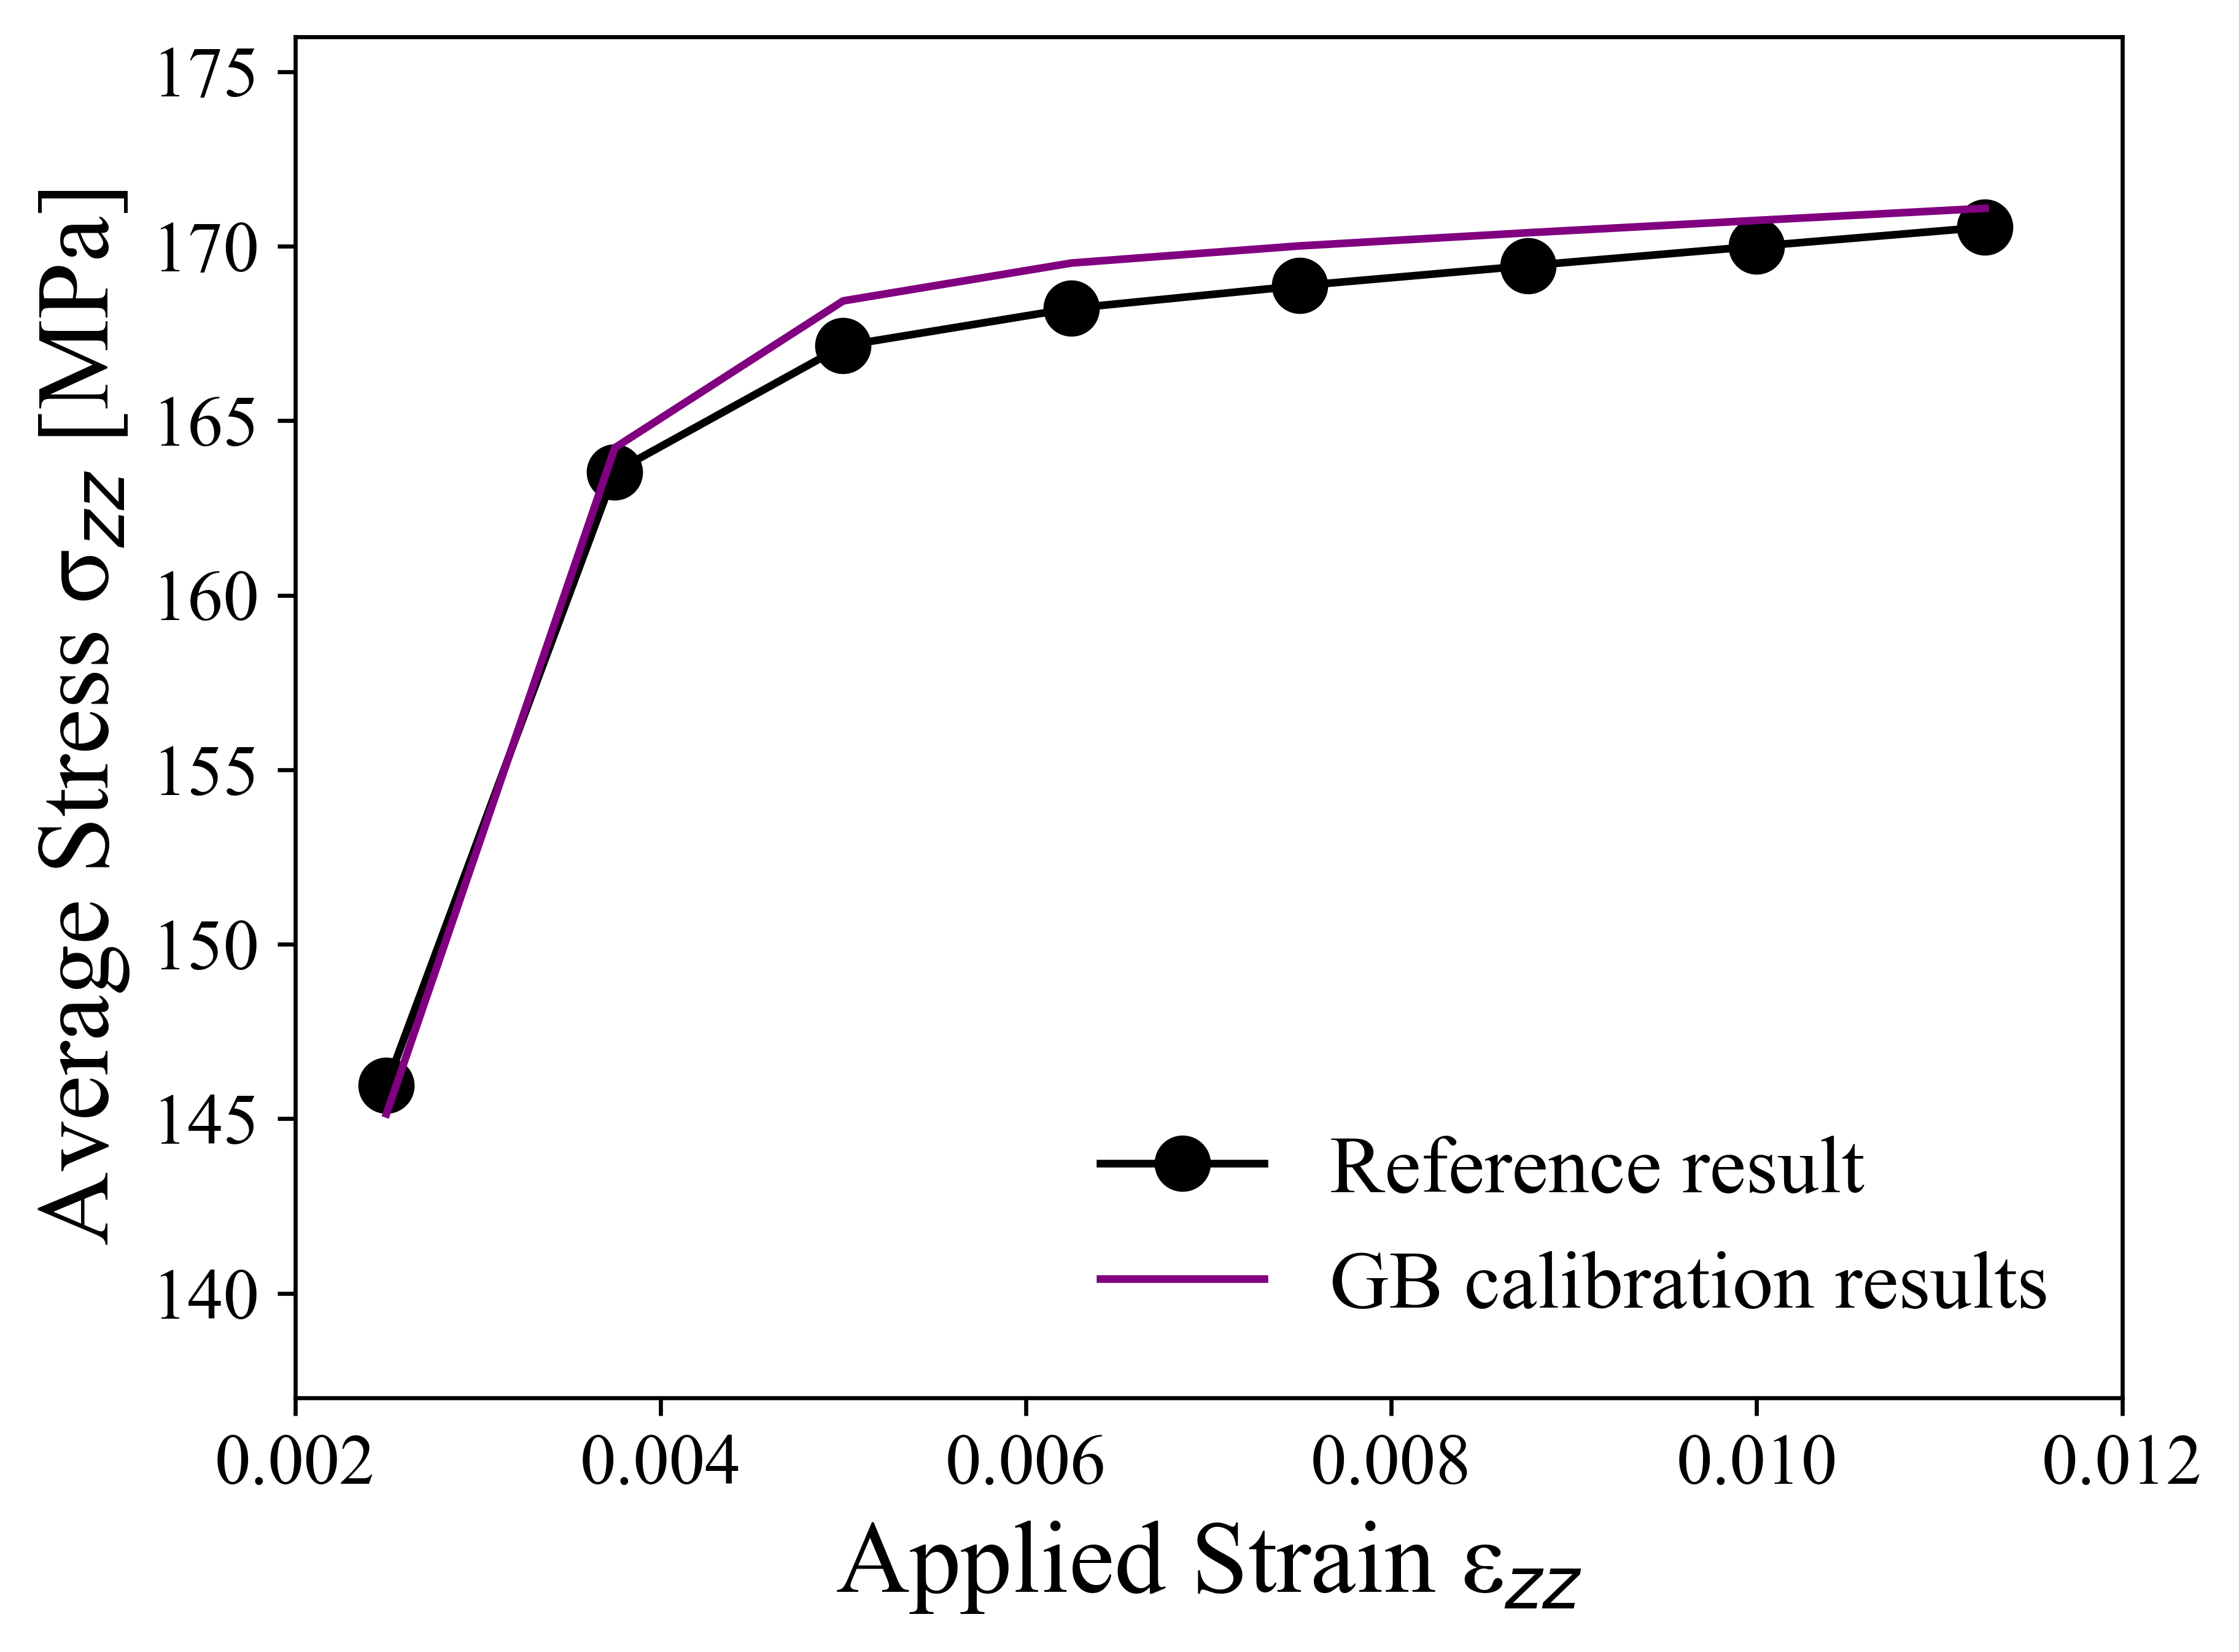 Average Stress σzz [MPa]
175
170
165
160
155
150
145
140
Reference result
GB calibration results
0.002 0.004 0.006 0.008 0.010 0.012
Applied Strain εzz